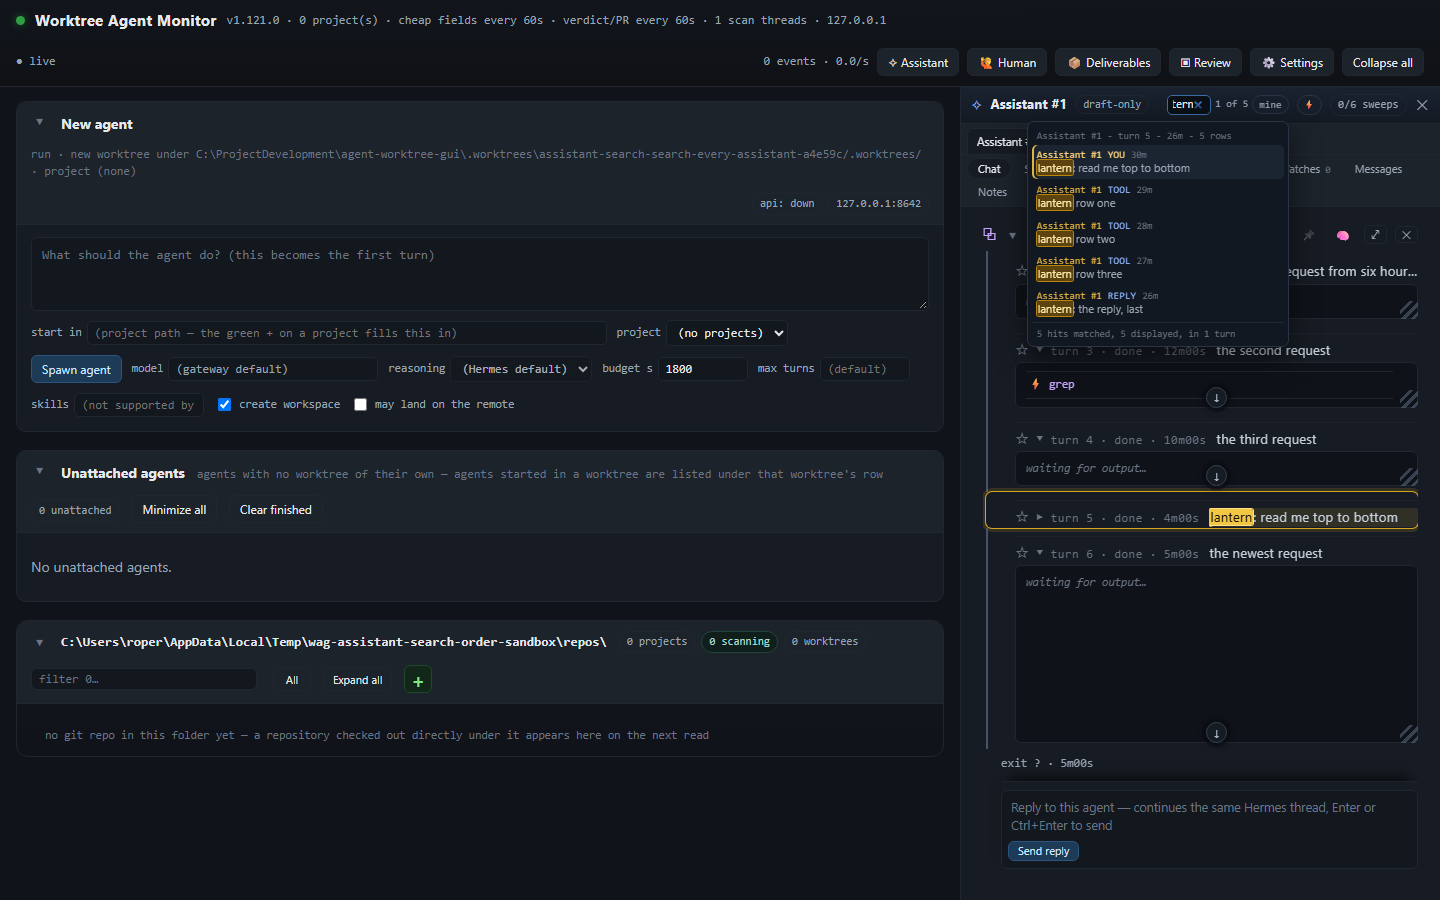 Worktree Agent Monitor v1.121.0 · 0 project(s) · cheap fields every 60s · verdict/PR every 60s · 1 scan threads · 127.0.0.1
live
0 events · 0.0/s Assistant Human Deliverables Review Settings Collapse all
New agent
run · new worktree under C:\ProjectDevelopment\agent-worktree-gui\.worktrees\assistant-search-search-every-assistant-a4e59c/.worktrees/
· project (none)
api: down 127.0.0.1:8642
What should the agent do? (this becomes the first turn)
start in (project path — the green + on a project fills this in) project (no projects)
Spawn agent model (gateway default) reasoning (Hermes default) budget s 1800 max turns (default)
skills (not supported by create workspace may land on the remote
Unattached agents agents with no worktree of their own — agents started in a worktree are listed under that worktree's row
0 unattached Minimize all Clear finished
No unattached agents.
C:\Users\roper\AppData\Local\Temp\wag-assistant-search-order-sandbox\repos\ 0 projects 0 scanning 0 worktrees
filter 0… All Expand all +
no git repo in this folder yet — a repository checked out directly under it appears here on the next read
Assistant #1 draft-only tern× 1 of 5 mine 0/6 sweeps
Assistant
Chat atches 0 Messages
Notes
Assistant #1 - turn 5 - 26m - 5 rows
Assistant #1 YOU 30m
lantern: read me top to bottom
Assistant #1 TOOL 29m
lantern row one
Assistant #1 TOOL 28m
lantern row two
Assistant #1 TOOL 27m
lantern row three
Assistant #1 REPLY 26m
lantern: the reply, last
5 hits matched, 5 displayed, in 1 turn
equest from six hour…
turn 3 · done · 12m00s the second request
grep
turn 4 · done · 10m00s the third request
waiting for output…
turn 5 · done · 4m00s lantern: read me top to bottom
turn 6 · done · 5m00s the newest request
waiting for output…
exit ? · 5m00s
Reply to this agent — continues the same Hermes thread, Enter or
Ctrl+Enter to send
Send reply